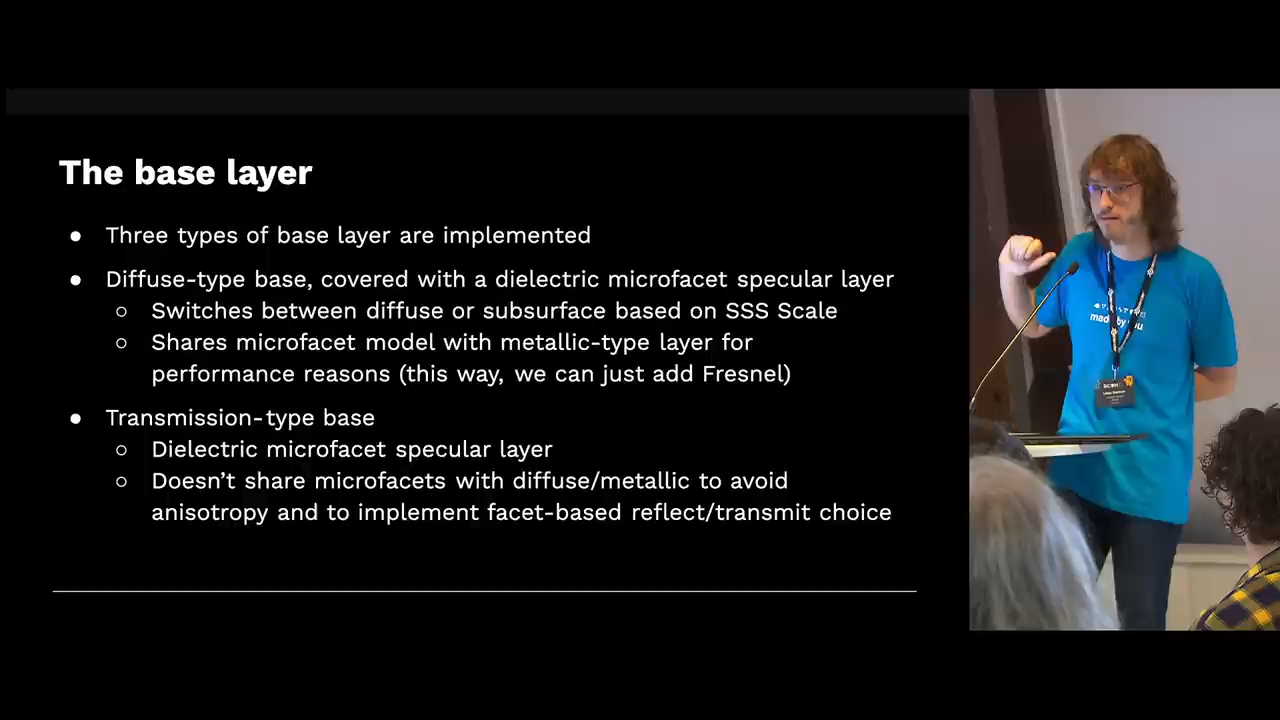 The base layer
● Three types of base layer are implemented
● Diffuse-type base, covered with a dielectric microfacet specular layer
○ Switches between diffuse or subsurface based on SSS Scale
○ Shares microfacet model with metallic-type layer for
performance reasons (this way, we can just add Fresnel)
● Transmission-type base
○ Dielectric microfacet specular layer
○ Doesn’t share microfacets with diffuse/metallic to avoid
anisotropy and to implement facet-based reflect/transmit choice
made by you